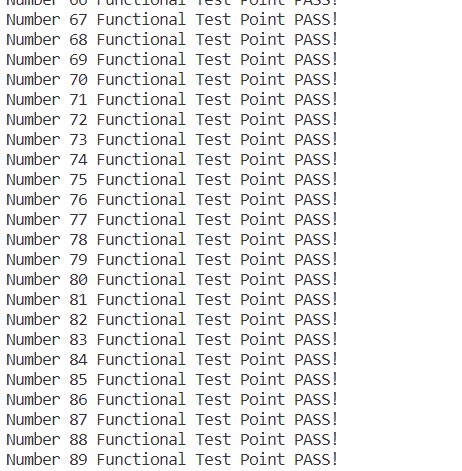 Number 66 Functional Test Point PASS!
Number 67 Functional Test Point PASS!
Number 68 Functional Test Point PASS!
Number 69 Functional Test Point PASS!
Number 70 Functional Test Point PASS!
Number 71 Functional Test Point PASS!
Number 72 Functional Test Point PASS!
Number 73 Functional Test Point PASS!
Number 74 Functional Test Point PASS!
Number 75 Functional Test Point PASS!
Number 76 Functional Test Point PASS!
Number 77 Functional Test Point PASS!
Number 78 Functional Test Point PASS!
Number 79 Functional Test Point PASS!
Number 80 Functional Test Point PASS!
Number 81 Functional Test Point PASS!
Number 82 Functional Test Point PASS!
Number 83 Functional Test Point PASS!
Number 84 Functional Test Point PASS!
Number 85 Functional Test Point PASS!
Number 86 Functional Test Point PASS!
Number 87 Functional Test Point PASS!
Number 88 Functional Test Point PASS!
Number 89 Functional Test Point PASS!